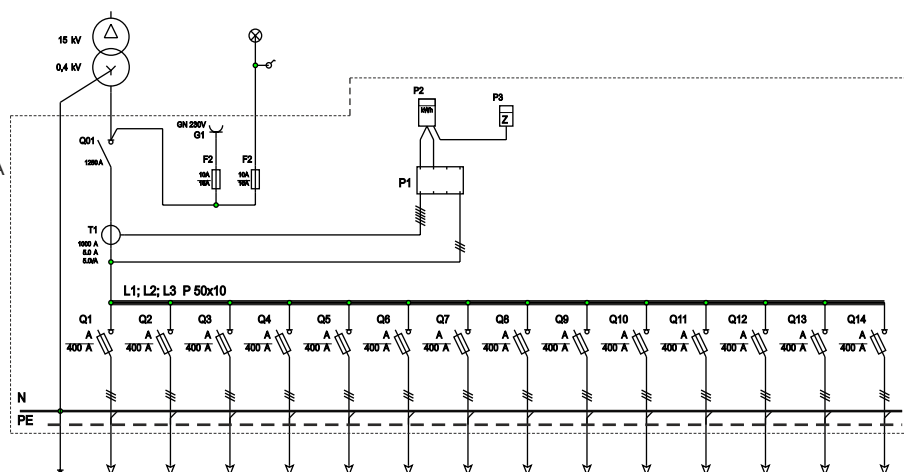 15 kV
0,4 kV
P2
kWh
P3
Z
GN 230V
G1
Q01
1250 A
F2
10A
16A
F2
10A
16A
P1
T1
1000 A
5.0 A
L1; L2; L3 P 50x10
Q1
A
400 A
Q2
A
400 A
Q3
A
400 A
Q4
A
400 A
Q5
A
400 A
Q6
A
400 A
Q7
A
400 A
Q8
A
400 A
Q9
A
400 A
Q10
A
400 A
Q11
A
400 A
Q12
A
400 A
Q13
A
400 A
Q14
A
400 A
N
PE